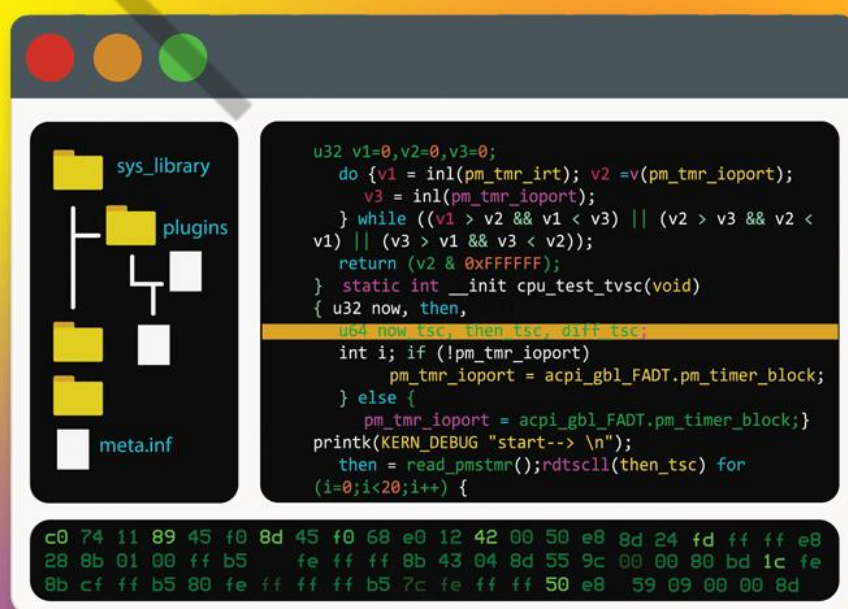 sys_library
plugins
meta.inf
u32 v1=0,v2=0,v3=0;
do {v1 = inl(pm_tmr_irt); v2 =v(pm_tmr_ioport);
v3 = inl(pm_tmr_ioport);
} while ((v1 > v2 && v1 < v3) || (v2 > v3 && v2 <
v1) || (v3 > v1 && v3 < v2));
return (v2 & 0xFFFFFF);
} static int __init cpu_test_tvsc(void)
{ u32 now, then,
u64 now_tsc, then_tsc, diff_tsc;
int i; if (!pm_tmr_ioport)
pm_tmr_ioport = acpi_gbl_FADT.pm_timer_block;
} else {
pm_tmr_ioport = acpi_gbl_FADT.pm_timer_block;}
printk(KERN_DEBUG "start--> \n");
then = read_pmstmr();rdtscll(then_tsc) for
(i=0;i<20;i++) {
c0 74 11 89 45 f0 8d 45 f0 68 e0 12 42 00 50 e8 8d 24 fd ff ff e8
28 8b 01 00 ff b5 fe ff ff 8b 43 04 8d 55 9c 00 00 80 bd 1c fe
8b cf ff b5 80 fe ff ff ff b5 7c fe ff ff 50 e8 59 09 00 00 8d